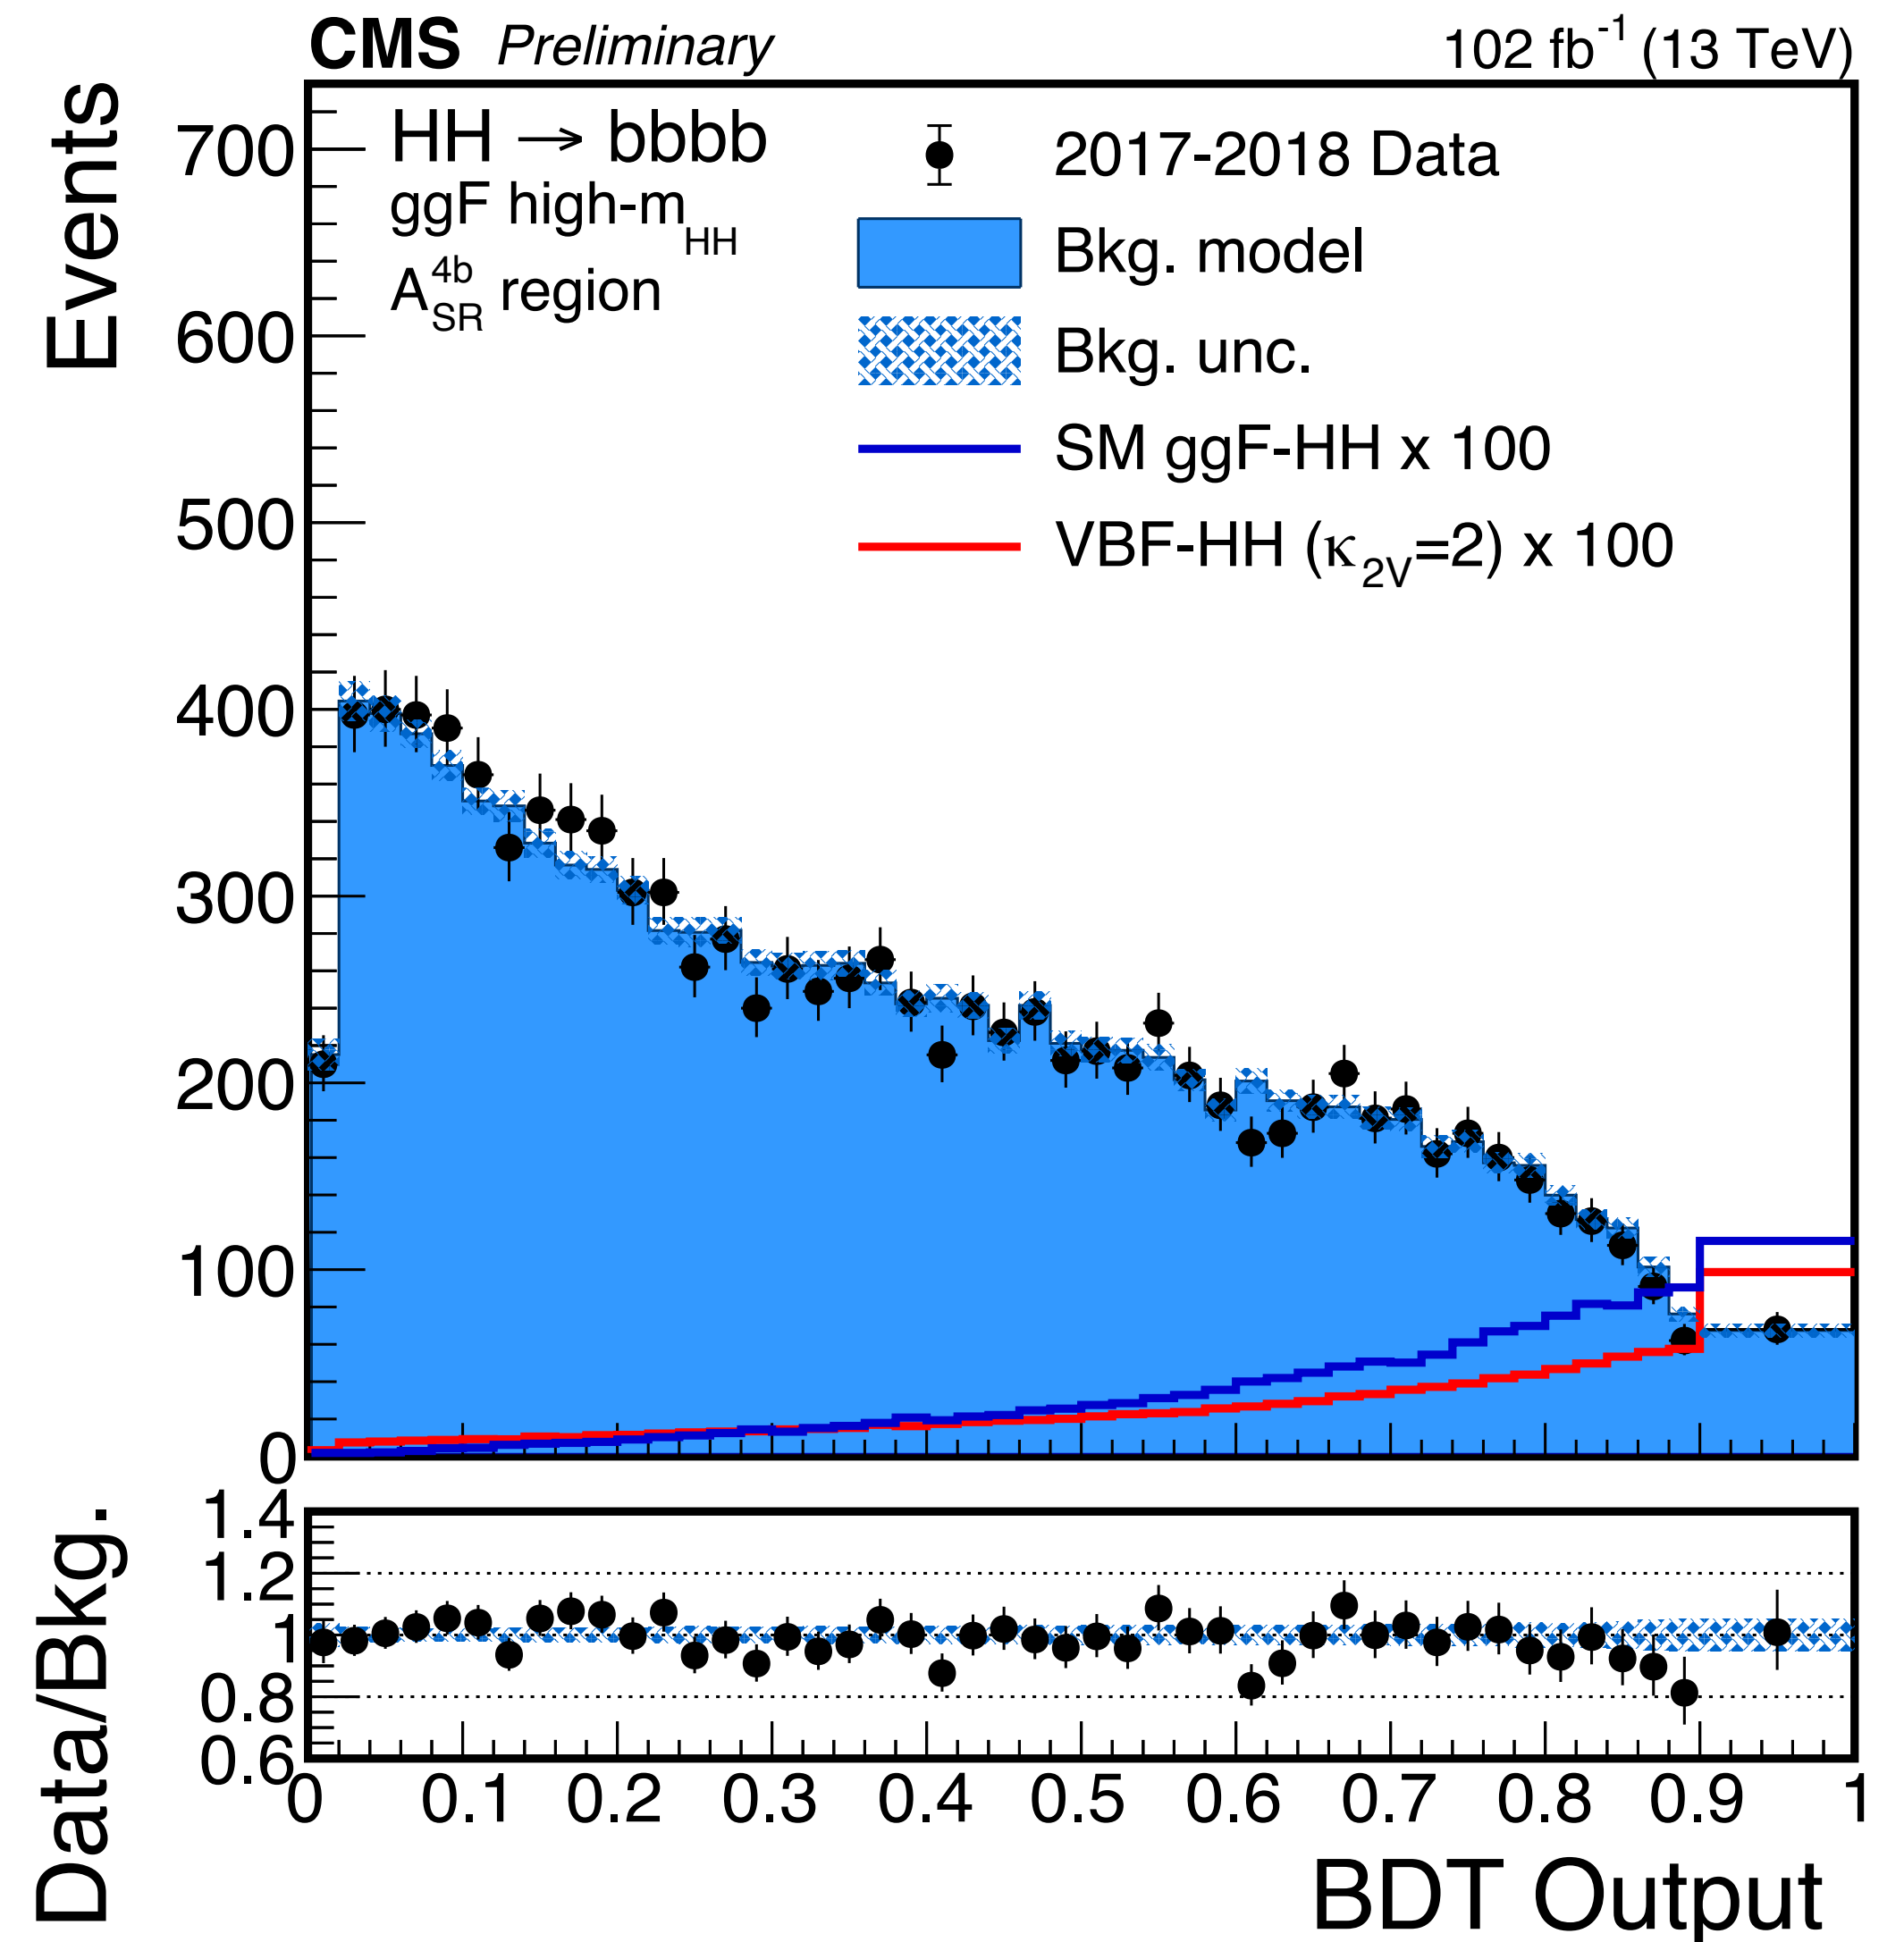 CMS Preliminary 102 fb⁻¹ (13 TeV)
Events
700
600
500
400
300
200
100
0
HH → bbbb
ggF high-m_HH
A^4b_SR region
2017-2018 Data
Bkg. model
Bkg. unc.
SM ggF-HH x 100
VBF-HH (κ_2V=2) x 100
Data/Bkg.
1.4
1.2
1
0.8
0.6
0 0.1 0.2 0.3 0.4 0.5 0.6 0.7 0.8 0.9 1
BDT Output